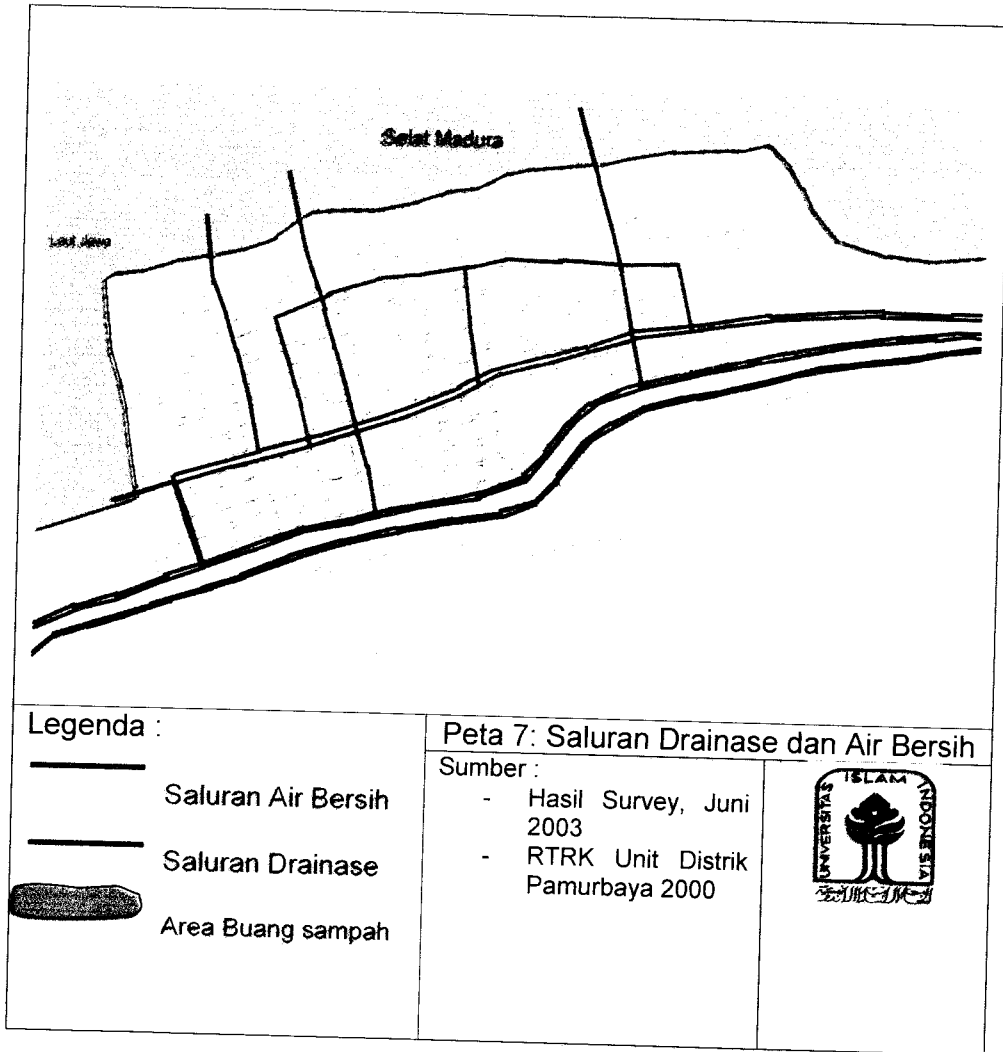 Selat Madura
Laut Jawa
Legenda :
Saluran Air Bersih
Saluran Drainase
Area Buang sampah
Peta 7: Saluran Drainase dan Air Bersih
Sumber :
- Hasil Survey, Juni
2003
- RTRK Unit Distrik
Pamurbaya 2000
UNIVERSITAS ISLAM INDONESIA